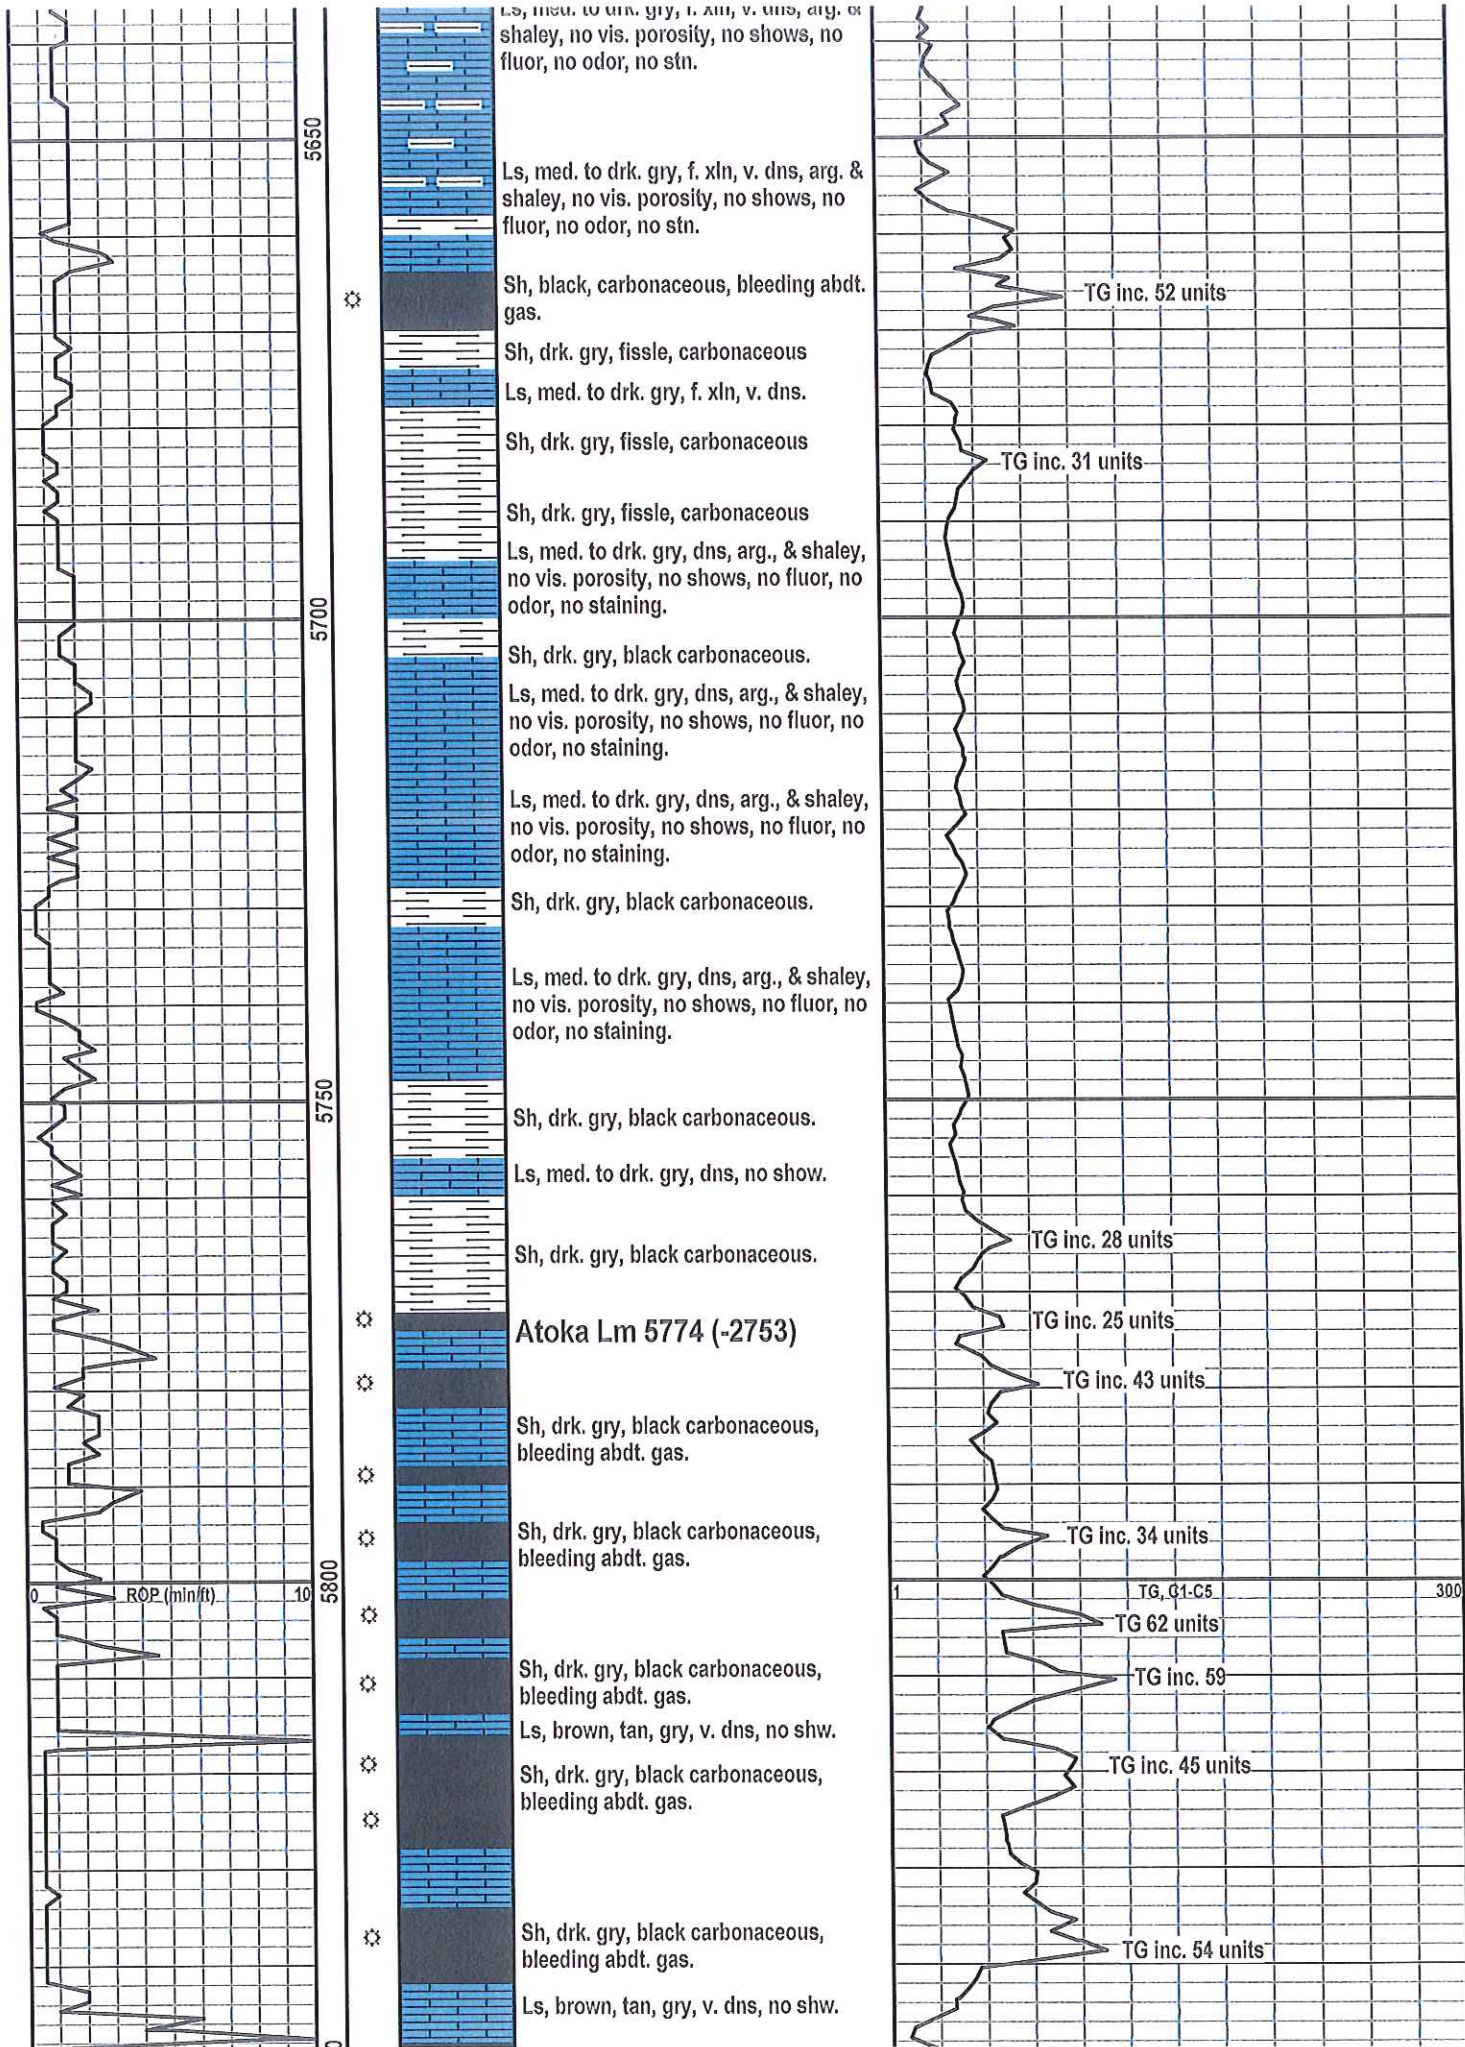 shaley, no vis. porosity, no shows, no
fluor, no odor, no stn.
5650
Ls, med. to drk. gry, f. xln, v. dns, arg. &
shaley, no vis. porosity, no shows, no
fluor, no odor, no stn.
Sh, black, carbonaceous, bleeding abdt.
gas.
TG inc. 52 units
Sh, drk. gry, fissle, carbonaceous
Ls, med. to drk. gry, f. xln, v. dns.
Sh, drk. gry, fissle, carbonaceous
TG inc. 31 units
Sh, drk. gry, fissle, carbonaceous
Ls, med. to drk. gry, dns, arg., & shaley,
no vis. porosity, no shows, no fluor, no
odor, no staining.
5700
Sh, drk. gry, black carbonaceous.
Ls, med. to drk. gry, dns, arg., & shaley,
no vis. porosity, no shows, no fluor, no
odor, no staining.
Ls, med. to drk. gry, dns, arg., & shaley,
no vis. porosity, no shows, no fluor, no
odor, no staining.
Sh, drk. gry, black carbonaceous.
Ls, med. to drk. gry, dns, arg., & shaley,
no vis. porosity, no shows, no fluor, no
odor, no staining.
5750
Sh, drk. gry, black carbonaceous.
Ls, med. to drk. gry, dns, no show.
TG inc. 28 units
Sh, drk. gry, black carbonaceous.
Atoka Lm 5774 (-2753)
TG inc. 25 units
TG inc. 43 units
Sh, drk. gry, black carbonaceous,
bleeding abdt. gas.
Sh, drk. gry, black carbonaceous,
bleeding abdt. gas.
TG inc. 34 units
5800
0 ROP (min/ft) 10
1 TG, C1-C5 300
TG 62 units
Sh, drk. gry, black carbonaceous,
bleeding abdt. gas.
TG inc. 59
Ls, brown, tan, gry, v. dns, no shw.
Sh, drk. gry, black carbonaceous,
bleeding abdt. gas.
TG inc. 45 units
Sh, drk. gry, black carbonaceous,
bleeding abdt. gas.
TG inc. 54 units
Ls, brown, tan, gry, v. dns, no shw.